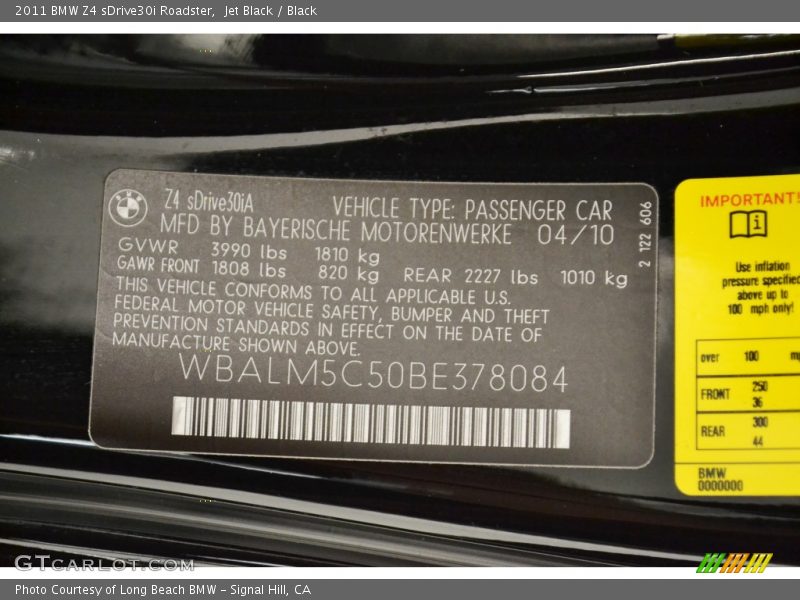 2011 BMW Z4 sDrive30i Roadster,  Jet Black / Black
Z4 sDrive30iA VEHICLE TYPE: PASSENGER CAR
MFD BY BAYERISCHE MOTORENWERKE 04/10
GVWR 3990 lbs 1810 kg
GAWR FRONT 1808 lbs 820 kg REAR 2227 lbs 1010 kg
THIS VEHICLE CONFORMS TO ALL APPLICABLE U.S.
FEDERAL MOTOR VEHICLE SAFETY, BUMPER AND THEFT
PREVENTION STANDARDS IN EFFECT ON THE DATE OF
MANUFACTURE SHOWN ABOVE.
WBALM5C50BE378084
2 122 606
IMPORTANT!
Use inflation
pressure specified
above up to
100 mph only!
over 100
FRONT 250
36
REAR 300
44
BMW
0000000
GTCARLOT.COM
Photo Courtesy of Long Beach BMW - Signal Hill, CA